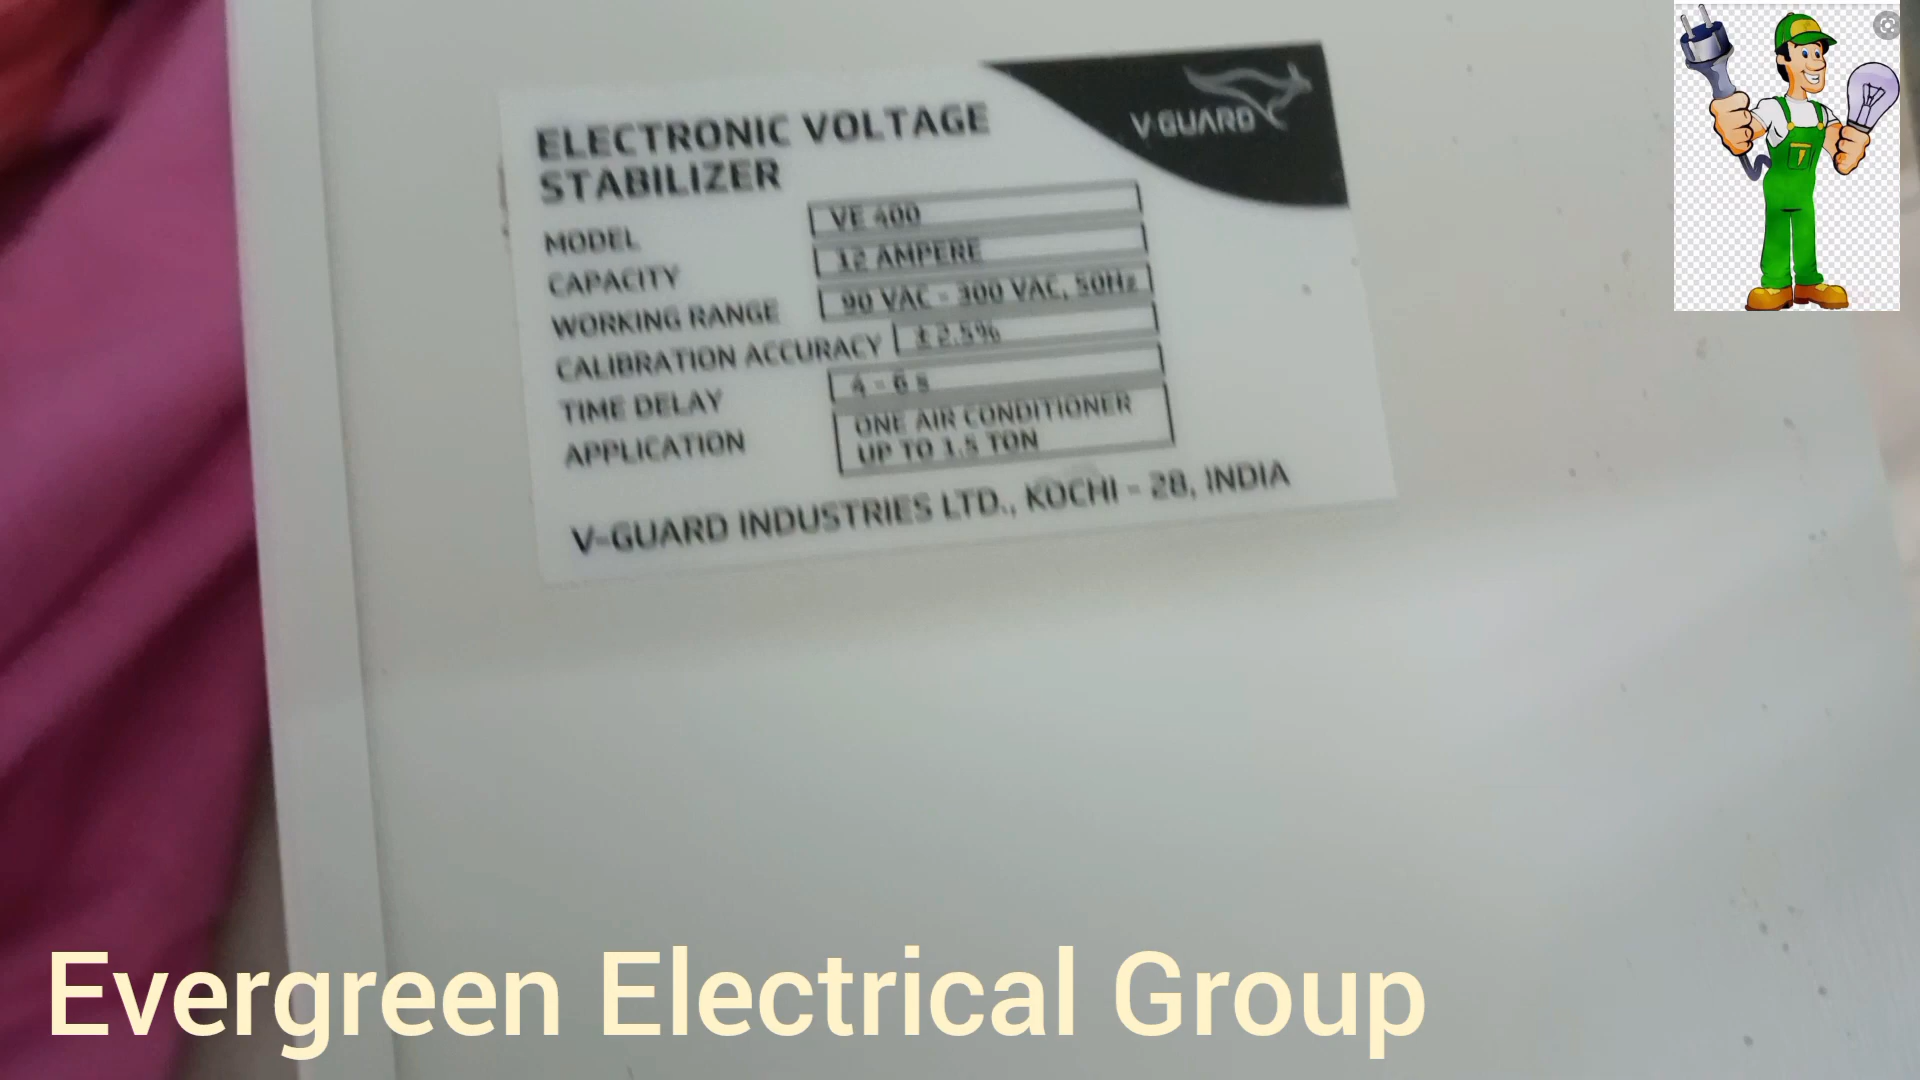 V-GUARD
ELECTRONIC VOLTAGE
STABILIZER
MODEL VE 400
CAPACITY 12 AMPERE
WORKING RANGE 90 VAC - 300 VAC, 50Hz
CALIBRATION ACCURACY ±2.5%
TIME DELAY 4 - 6 s
APPLICATION ONE AIR CONDITIONER
UP TO 1.5 TON
V-GUARD INDUSTRIES LTD., KOCHI - 28, INDIA
Evergreen Electrical Group